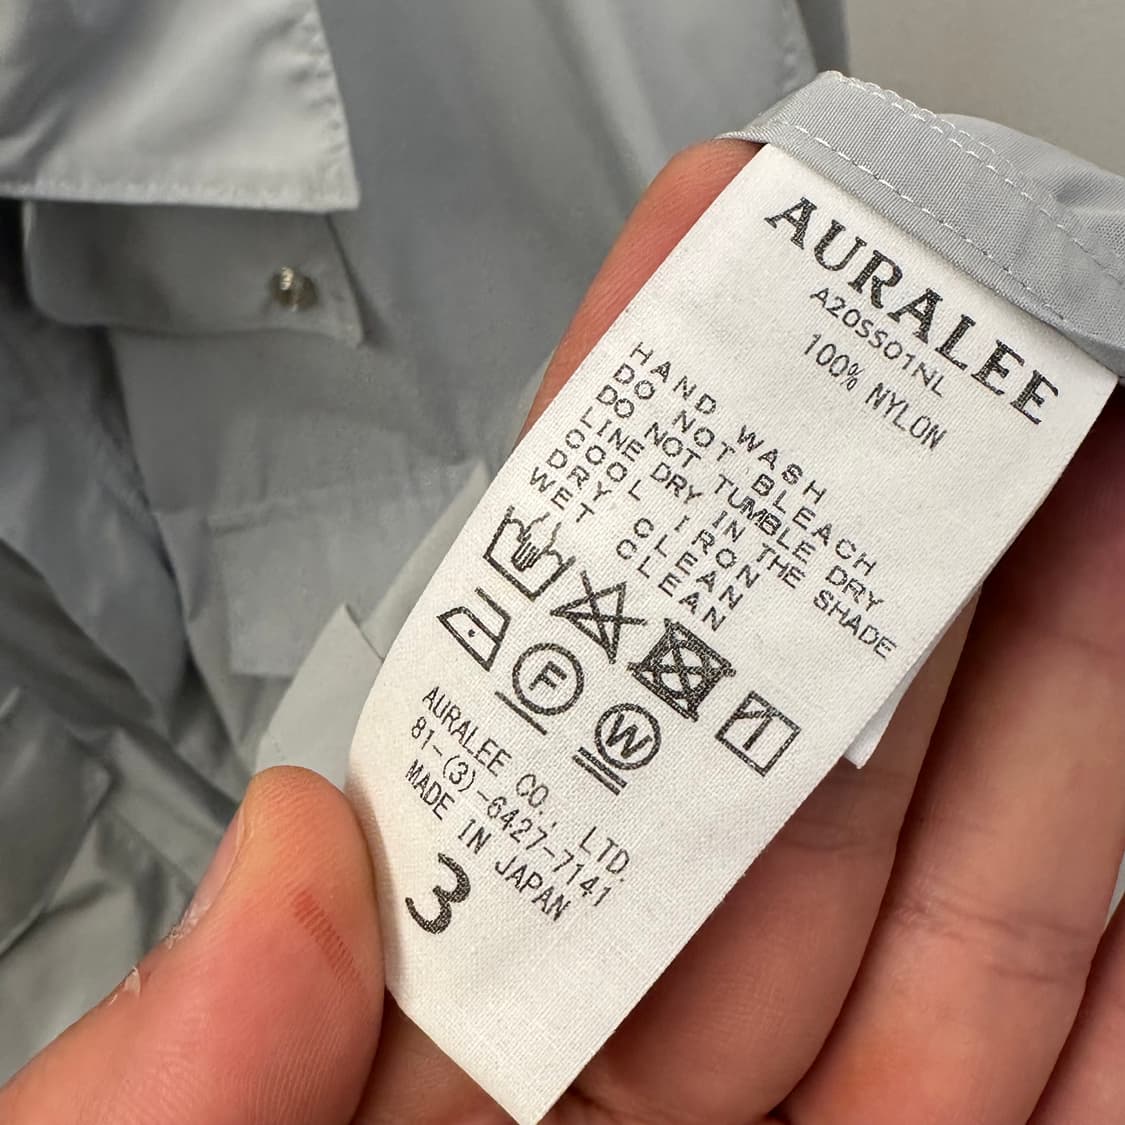 AURALEE
A20SS01NL
100% NYLON
HAND WASH
DO NOT BLEACH
DO NOT TUMBLE DRY
LINE DRY IN THE SHADE
COOL IRON
DRY CLEAN
WET CLEAN
F
W
AURALEE CO., LTD.
81-(3)-6427-7141
MADE IN JAPAN
3